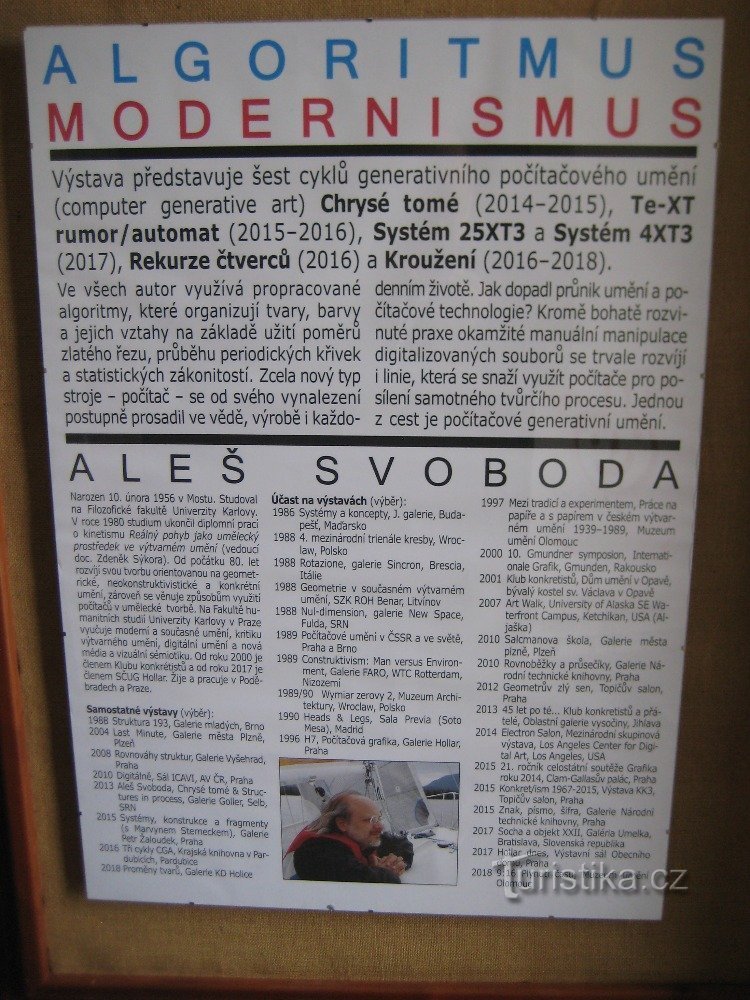 ALGORITMUS
MODERNISMUS
Výstava představuje šest cyklů generativního počítačového umění
(computer generative art) Chrysé tomé (2014–2015), Te-XT
rumor/automat (2015–2016), Systém 25XT3 a Systém 4XT3
(2017), Rekurze čtverců (2016) a Kroužení (2016–2018).
Ve všech autor využívá propracované
algoritmy, které organizují tvary, barvy
a jejich vztahy na základě užití poměrů
zlatého řezu, průběhu periodických křivek
a statistických zákonitostí. Zcela nový typ
stroje – počítač – se od svého vynalezení
postupně prosadil ve vědě, výrobě i každo-
denním životě. Jak dopadl průnik umění a po-
čítačové technologie? Kromě bohatě rozvi-
nuté praxe okamžité manuální manipulace
digitalizovaných souborů se trvale rozvíjí
i linie, která se snaží využít počítače pro po-
sílení samotného tvůrčího procesu. Jednou
z cest je počítačové generativní umění.
ALEŠ SVOBODA
Narozen 10. února 1956 v Mostu. Studoval
na Filozofické fakultě Univerzity Karlovy.
V roce 1980 studium ukončil diplomní prací
o kinetismu Reálný pohyb jako umělecký
prostředek ve výtvarném umění (vedoucí
doc. Zdeněk Sýkora). Od počátku 80. let
rozvíjí svou tvorbu orientovanou na geomet-
rické, neokonstruktivistické a konkrétní
umění, zároveň se věnuje způsobům využití
počítačů v umělecké tvorbě. Na Fakultě hu-
manitních studií Univerzity Karlovy v Praze
vyučuje moderní a současné umění, kritiku
výtvarného umění, digitální umění a nová
média a vizuální sémiotiku. Od roku 2000 je
členem Klubu konkrétistů a od roku 2017 je
členem SČUG Hollar. Žije a pracuje v Podě-
bradech a Praze.
Samostatné výstavy (výběr):
1988 Struktura 193, Galerie mladých, Brno
2004 Last Minute, Galerie města Plzně,
Plzeň
2008 Rovnováhy struktur, Galerie Vyšehrad,
Praha
2010 Digitálně, Sál ICAVI, AV ČR, Praha
2013 Aleš Svoboda, Chrysé tomé & Struc-
tures in process, Galerie Goller, Selb,
SRN
2015 Systémy, konstrukce a fragmenty
(s Marvynem Sterneckem), Galerie
Petr Žaloudek, Praha
2016 Tři cykly CGA, Krajská knihovna v Par-
dubicích, Pardubice
2018 Proměny tvarů, Galerie KD Holice
Účast na výstavách (výběr):
1986 Systémy a koncepty, J. galerie, Buda-
pešť, Maďarsko
1988 4. mezinárodní trienále kresby, Wroc-
law, Polsko
1988 Rotazione, galerie Sincron, Brescia,
Itálie
1988 Geometrie v současném výtvarném
umění, SZK ROH Benar, Litvínov
1988 Nul-dimension, galerie New Space,
Fulda, SRN
1989 Počítačové umění v ČSSR a ve světě,
Praha a Brno
1989 Construktivism: Man versus Environ-
ment, Galerie FARO, WTC Rotterdam,
Nizozemí
1989/90 Wymiar zerowy 2, Muzeum Archi-
tektury, Wroclaw, Polsko
1990 Heads & Legs, Sala Previa (Soto
Mesa), Madrid
1996 H7, Počítačová grafika, Galerie Hollar,
Praha
1997 Mezi tradicí a experimentem, Práce na
papíře a s papírem v českém výtvar-
ném umění 1939–1989, Muzeum
umění Olomouc
2000 10. Gmundner symposion, Internati-
onale Grafik, Gmunden, Rakousko
2001 Klub konkrétistů, Dům umění v Opavě,
bývalý kostel sv. Václava v Opavě
2007 Art Walk, University of Alaska SE Wa-
terfront Campus, Ketchikan, USA (Al-
jaška)
2010 Salcmanova škola, Galerie města
plzně, Plzeň
2010 Rovnoběžky a průsečíky, Galerie Ná-
rodní technické knihovny, Praha
2012 Geometrův zlý sen, Topičův salon,
Praha
2013 45 let po té... Klub konkrétistů a přá-
telé, Oblastní galerie vysočiny, Jihlava
2014 Electron Salon, Mezinárodní skupinová
výstava, Los Angeles Center for Digi-
tal Art, Los Angeles, USA
2015 21. ročník celostátní soutěže Grafika
roku 2014, Clam-Gallasův palác, Praha
2015 Konkrétivism 1967-2015, Výstava KK3,
Topičův salon, Praha
2015 Znak, písmo, šifra, Galerie Národní
technické knihovny, Praha
2017 Socha a objekt XXII, Galéria Umelka,
Bratislava, Slovenská republika
2017 Hollar dnes, Výstavní sál Obecního
Praha
2018 9:16 Plynutí času, Muzeum umění
Olomouc
Turistika.cz